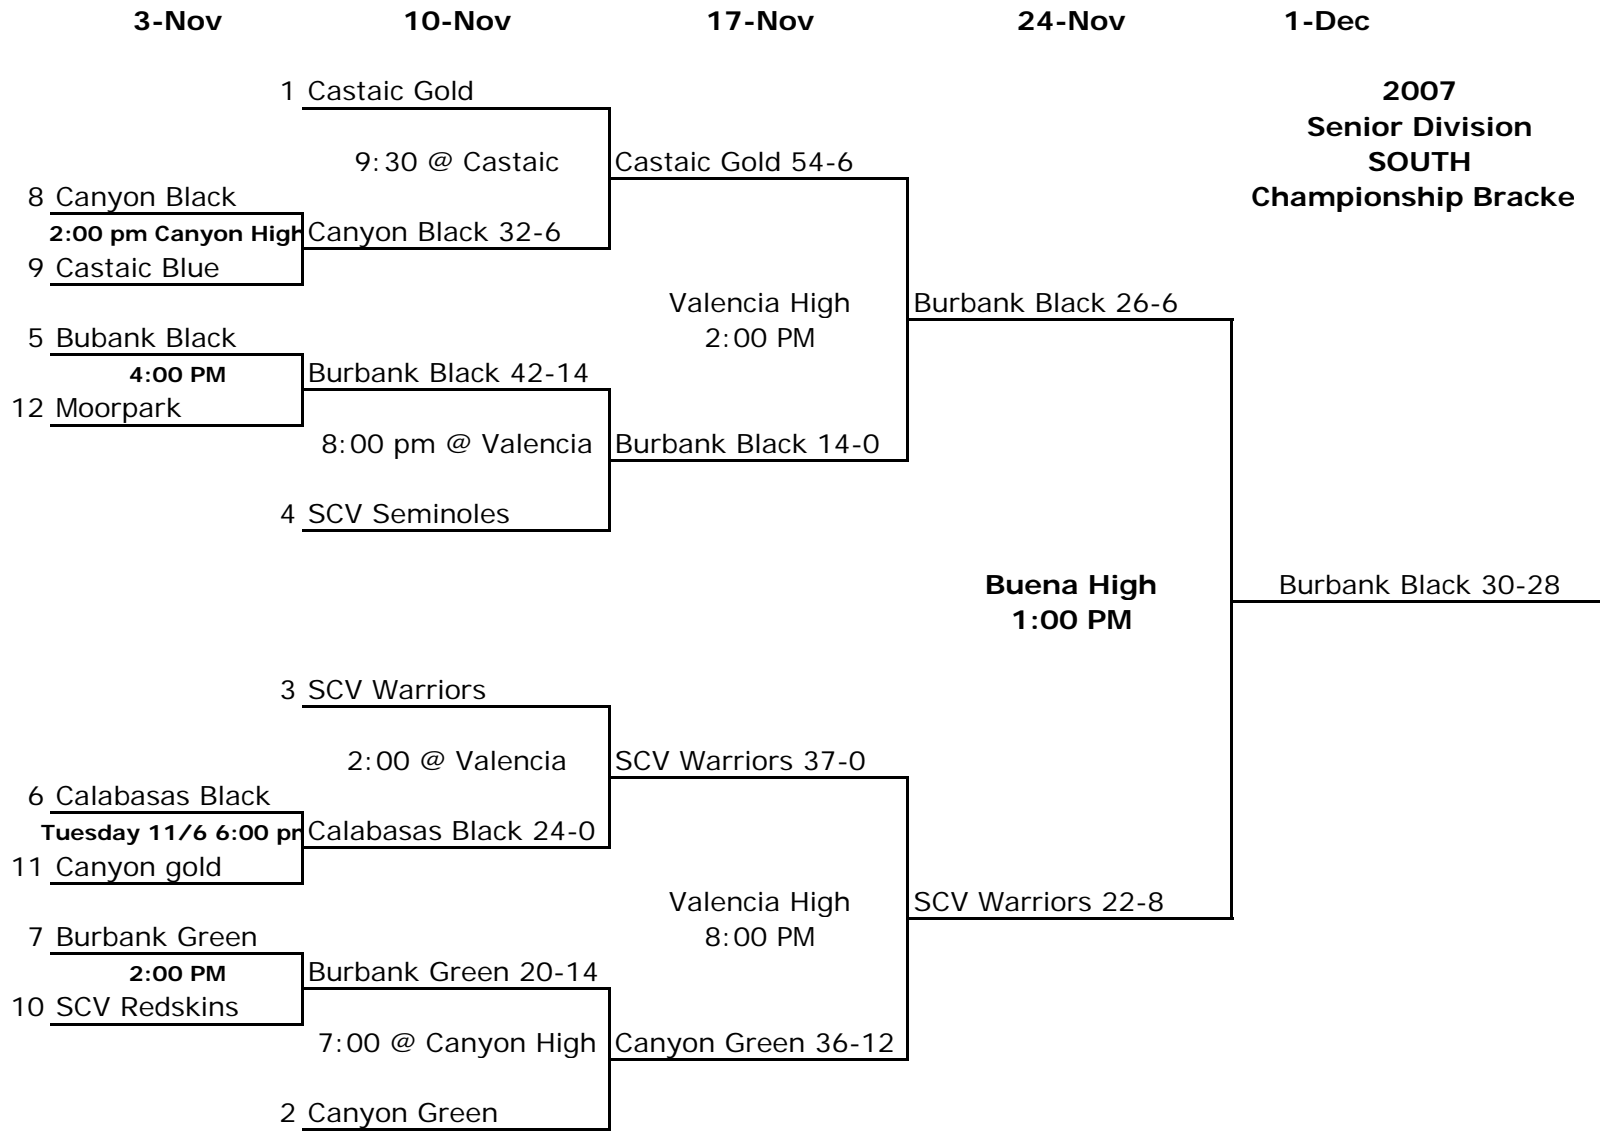 3-Nov 10-Nov 17-Nov 24-Nov 1-Dec
2007
Senior Division
SOUTH
Championship Bracke
1 Castaic Gold
9:30 @ Castaic
Castaic Gold 54-6
8 Canyon Black
2:00 pm Canyon High
Canyon Black 32-6
9 Castaic Blue
Valencia High
2:00 PM
Burbank Black 26-6
5 Bubank Black
4:00 PM
Burbank Black 42-14
12 Moorpark
8:00 pm @ Valencia
Burbank Black 14-0
4 SCV Seminoles
Buena High
1:00 PM
Burbank Black 30-28
3 SCV Warriors
2:00 @ Valencia
SCV Warriors 37-0
6 Calabasas Black
Tuesday 11/6 6:00 pm
Calabasas Black 24-0
11 Canyon gold
Valencia High
8:00 PM
SCV Warriors 22-8
7 Burbank Green
2:00 PM
Burbank Green 20-14
10 SCV Redskins
7:00 @ Canyon High
Canyon Green 36-12
2 Canyon Green